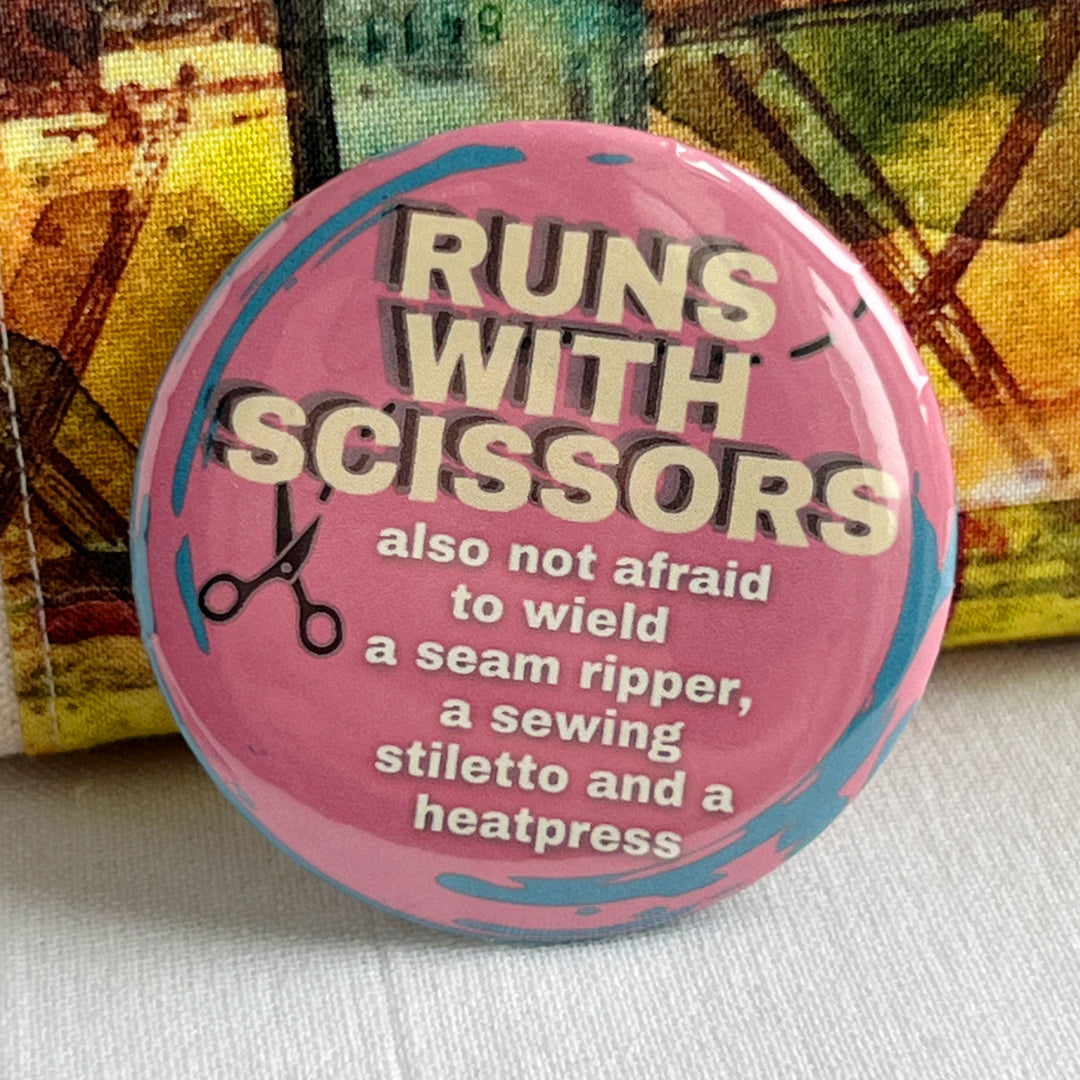 RUNS
WITH
SCISSORS
also not afraid
to wield
a seam ripper,
a sewing
stiletto and a
heatpress